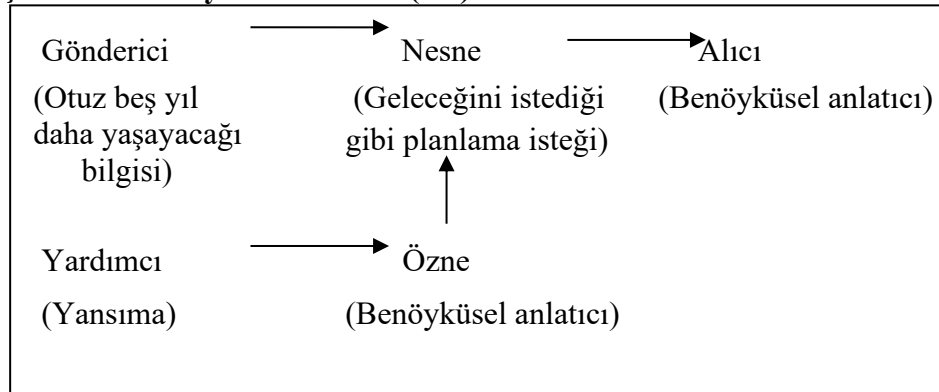 Gönderici Nesne Alıcı
(Otuz beş yıl (Geleceğini istediği (Benöyküsel anlatıcı)
daha yaşayacağı gibi planlama isteği)
bilgisi)
Yardımcı Özne
(Yansıma) (Benöyküsel anlatıcı)